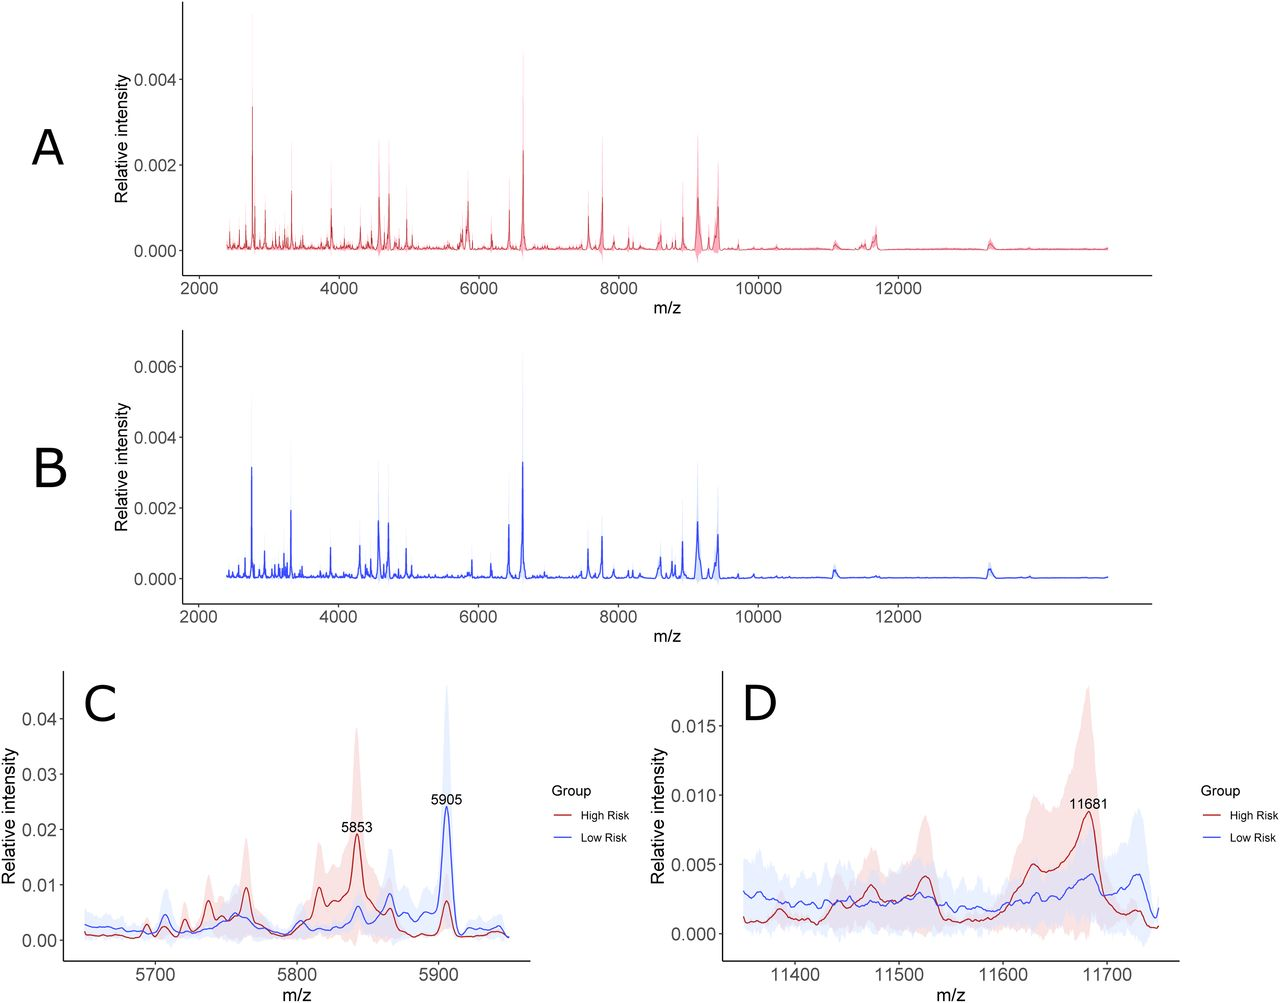 A
Relative intensity
0.004
0.002
0.000
2000 4000 6000 8000 10000 12000
m/z
B
Relative intensity
0.006
0.004
0.002
0.000
2000 4000 6000 8000 10000 12000
m/z
C
Relative intensity
0.04
0.03
0.02
0.01
0.00
5853
5905
5700 5800 5900
m/z
Group
High Risk
Low Risk
D
Relative intensity
0.015
0.010
0.005
0.000
11681
11400 11500 11600 11700
m/z
Group
High Risk
Low Risk